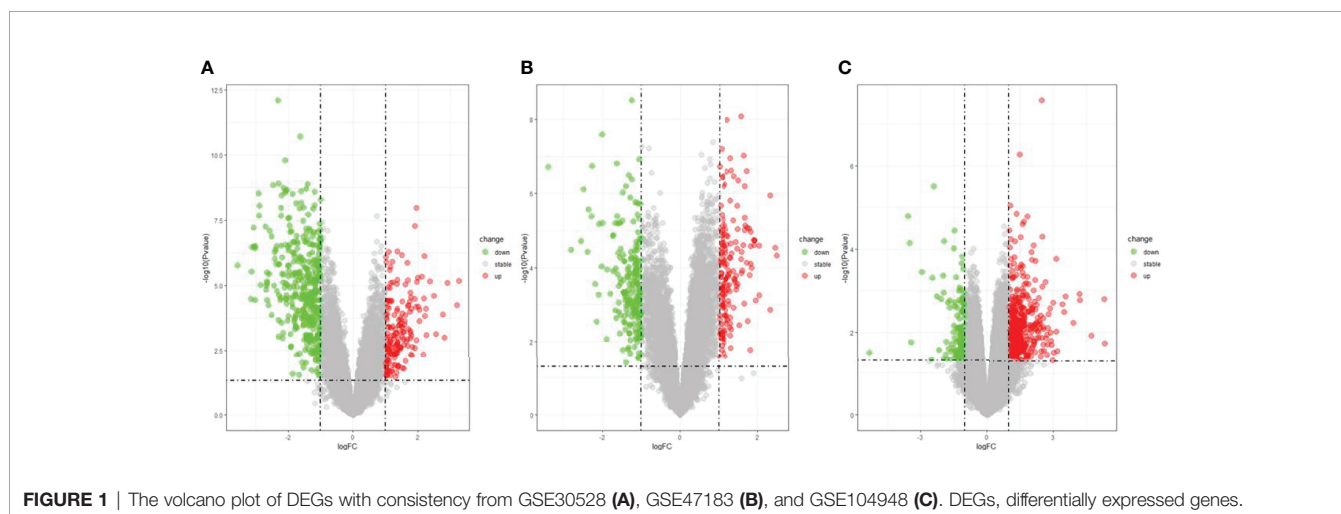 A
12.5
10.0
7.5
5.0
2.5
0.0
-log10(Pvalue)
-2
0
2
logFC
change
down
stable
up
B
8
6
4
2
0
-log10(Pvalue)
-2
0
2
logFC
change
down
stable
up
C
6
4
2
0
-log10(Pvalue)
-3
0
3
logFC
change
down
stable
up
FIGURE 1 | The volcano plot of DEGs with consistency from GSE30528 (A), GSE47183 (B), and GSE104948 (C). DEGs, differentially expressed genes.